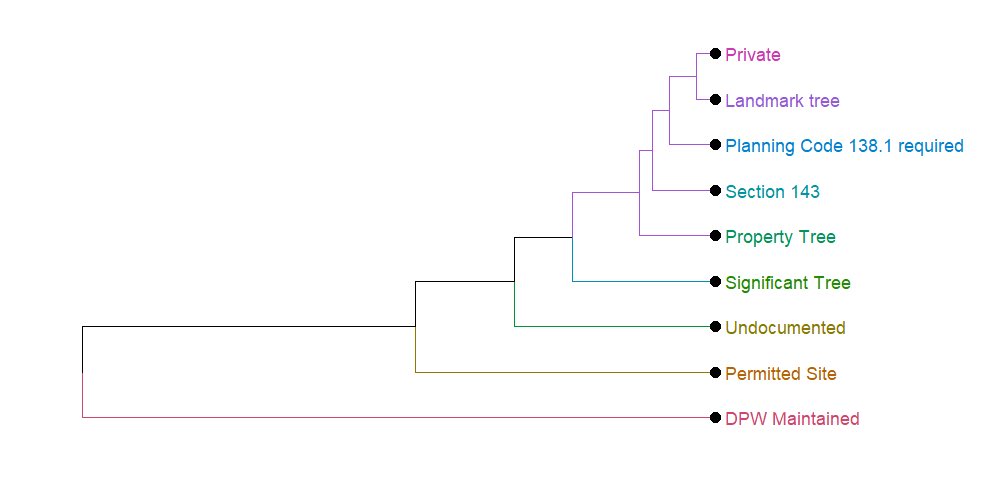 Private
Landmark tree
Planning Code 138.1 required
Section 143
Property Tree
Significant Tree
Undocumented
Permitted Site
DPW Maintained